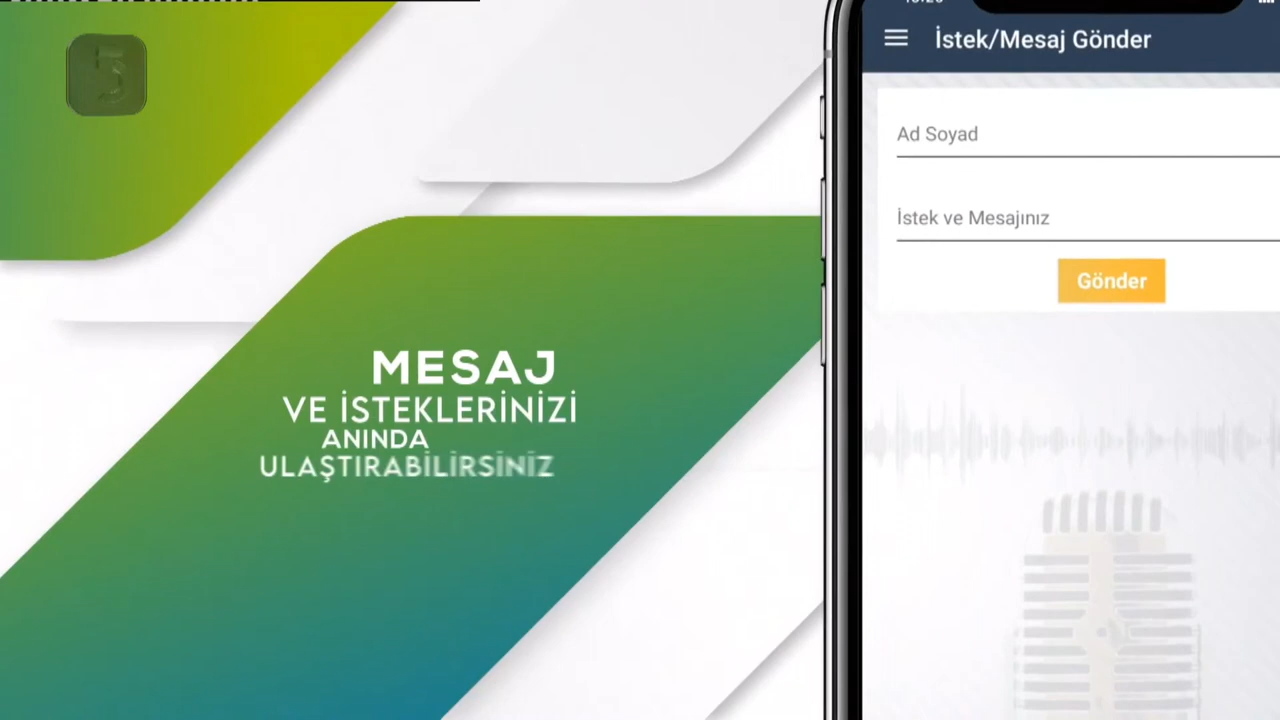 5
İstek/Mesaj Gönder
Ad Soyad
İstek ve Mesajınız
Gönder
MESAJ
VE İSTEKLERİNİZİ
ANINDA
ULAŞTIRABİLİRSİNİZ